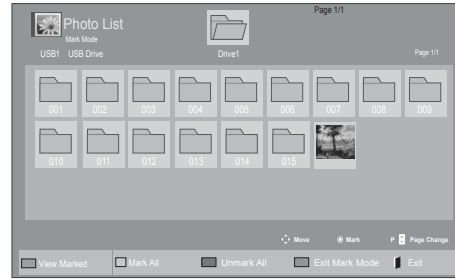 Page 1/1
Photo List
Mark Mode
USB1 USB Drive Drive1 Page 1/1
001 002 003 004 005 006 007 008 009
010 011 012 013 014 015
Move Mark P Page Change
View Marked Mark All Unmark All Exit Mark Mode Exit